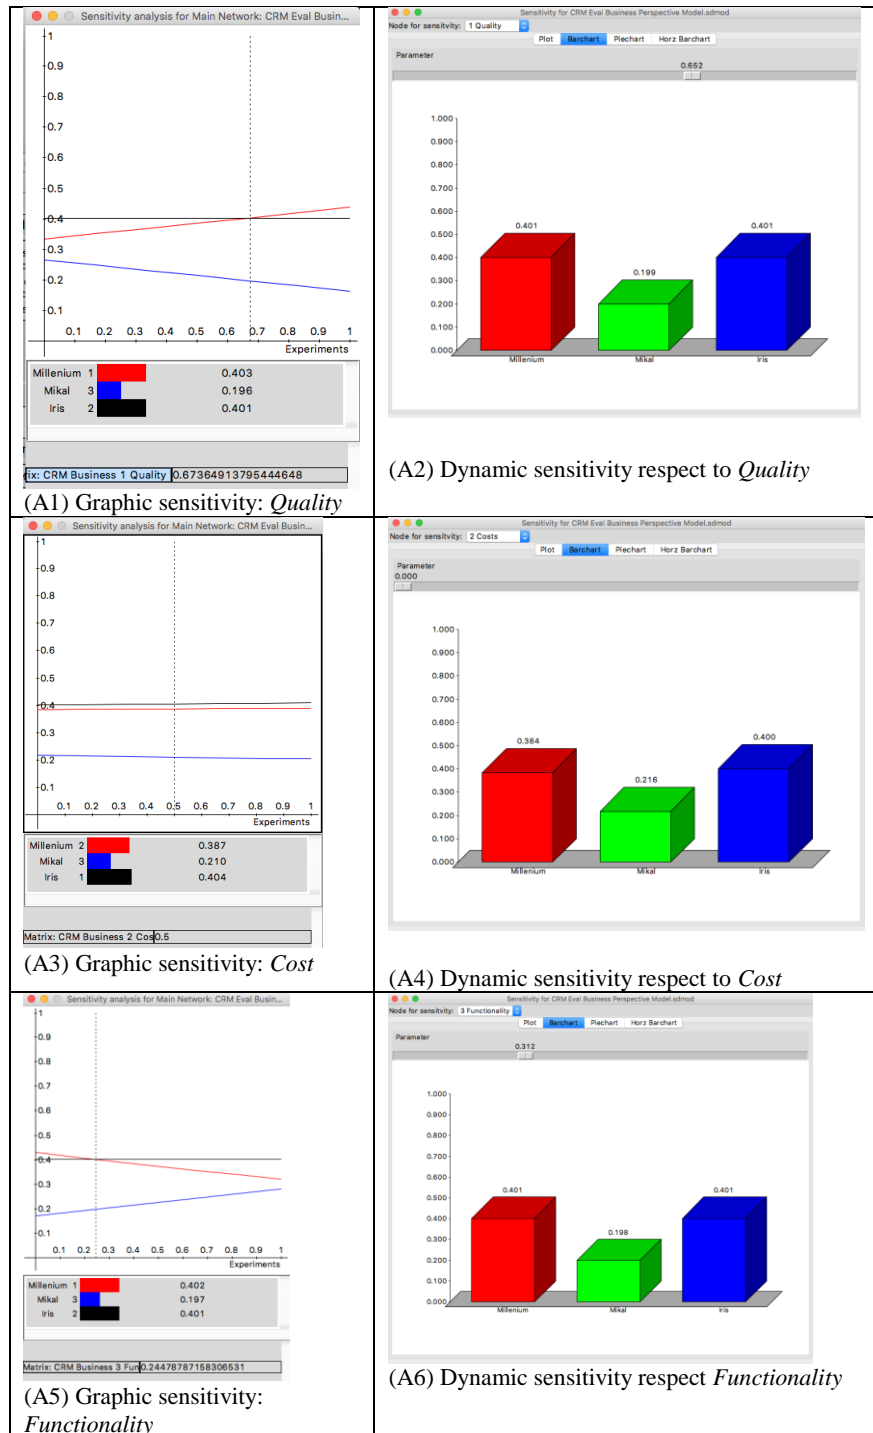 Sensitivity analysis for Main Network: CRM Eval Busin...
1
0.9
0.8
0.7
0.6
0.5
0.4
0.3
0.2
0.1
0.1 0.2 0.3 0.4 0.5 0.6 0.7 0.8 0.9 1
Experiments
Millenium 1 0.403
Mikal 3 0.196
Iris 2 0.401
rix: CRM Business 1 Quality 0.67364913795444648
(A1) Graphic sensitivity: Quality
Sensitivity for CRM Eval Business Perspective Model.sdmod
Node for sensitvity: 1 Quality
Plot Barchart Piechart Horz Barchart
Parameter
0.652
1.000
0.900
0.800
0.700
0.600
0.500
0.400
0.300
0.200
0.100
0.000
0.401
0.199
0.401
Millenium Mikal Iris
(A2) Dynamic sensitivity respect to Quality
Sensitivity analysis for Main Network: CRM Eval Busin...
1
0.9
0.8
0.7
0.6
0.5
0.4
0.3
0.2
0.1
0.1 0.2 0.3 0.4 0.5 0.6 0.7 0.8 0.9 1
Experiments
Millenium 2 0.387
Mikal 3 0.210
Iris 1 0.404
Matrix: CRM Business 2 Cos 0.5
(A3) Graphic sensitivity: Cost
Sensitivity for CRM Eval Business Perspective Model.sdmod
Node for sensitvity: 2 Costs
Plot Barchart Piechart Horz Barchart
Parameter
0.000
1.000
0.900
0.800
0.700
0.600
0.500
0.400
0.300
0.200
0.100
0.000
0.384
0.216
0.400
Millenium Mikal Iris
(A4) Dynamic sensitivity respect to Cost
Sensitivity analysis for Main Network: CRM Eval Busin...
1
0.9
0.8
0.7
0.6
0.5
0.4
0.3
0.2
0.1
0.1 0.2 0.3 0.4 0.5 0.6 0.7 0.8 0.9 1
Experiments
Millenium 1 0.402
Mikal 3 0.197
Iris 2 0.401
Matrix: CRM Business 3 Fun 0.24478787158306531
(A5) Graphic sensitivity:
Functionality
Sensitivity for CRM Eval Business Perspective Model.sdmod
Node for sensitvity: 3 Functionality
Plot Barchart Piechart Horz Barchart
Parameter
0.312
1.000
0.900
0.800
0.700
0.600
0.500
0.400
0.300
0.200
0.100
0.000
0.401
0.198
0.401
Millenium Mikal Iris
(A6) Dynamic sensitivity respect Functionality